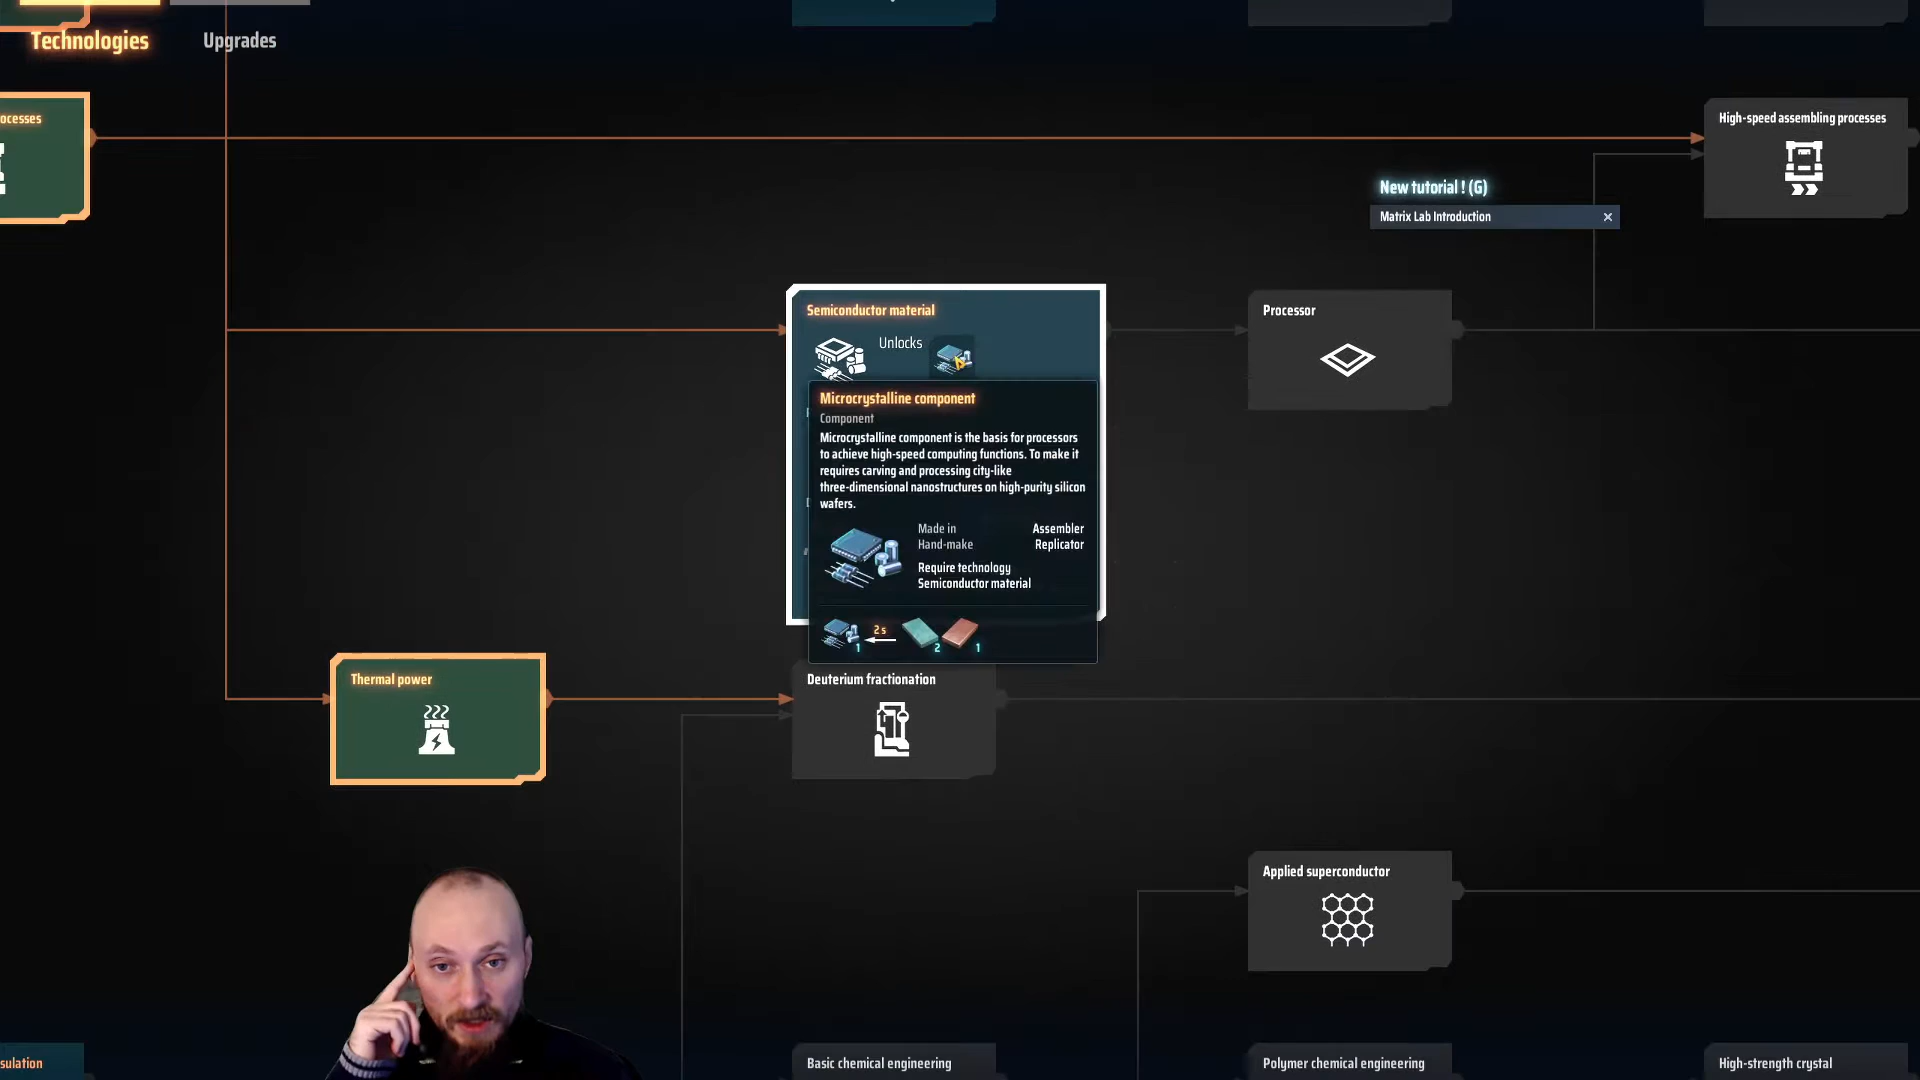 Technologies
Upgrades
ocesses
High-speed assembling processes
New tutorial ! (G)
Matrix Lab Introduction
Semiconductor material
Unlocks
Processor
Microcrystalline component
Component
Microcrystalline component is the basis for processors
to achieve high-speed computing functions. To make it
requires carving and processing city-like
three-dimensional nanostructures on high-purity silicon
wafers.
Made in Assembler
Hand-make Replicator
Require technology
Semiconductor material
2 s
1 2 1
Thermal power
Deuterium fractionation
Applied superconductor
sulation
Basic chemical engineering
Polymer chemical engineering
High-strength crystal